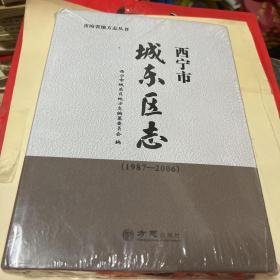 青海省地方志丛书
西宁市
城东区志
西宁市城东区地方志编纂委员会 编
(1987—2006)
方志出版社